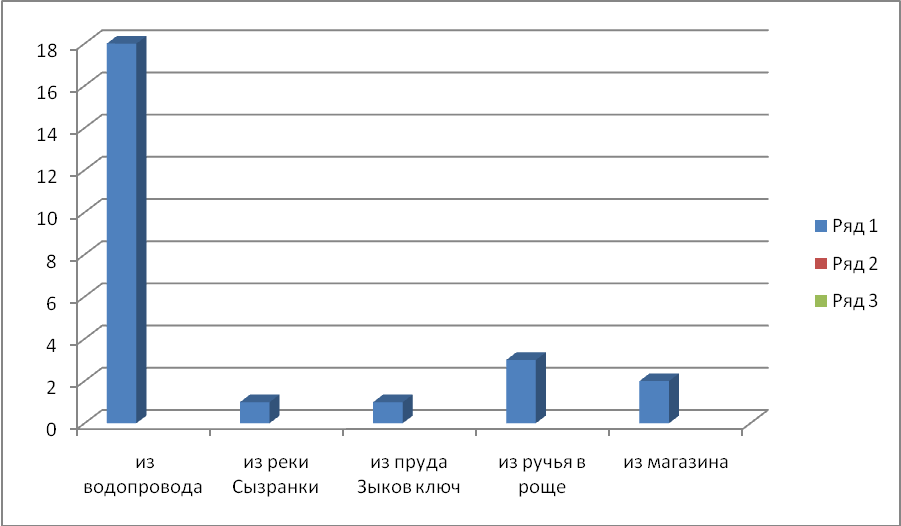 18
16
14
12
10
8
6
4
2
0
из водопровода
из реки Сызранки
из пруда Зыков ключ
из ручья в роще
из магазина
Ряд 1
Ряд 2
Ряд 3